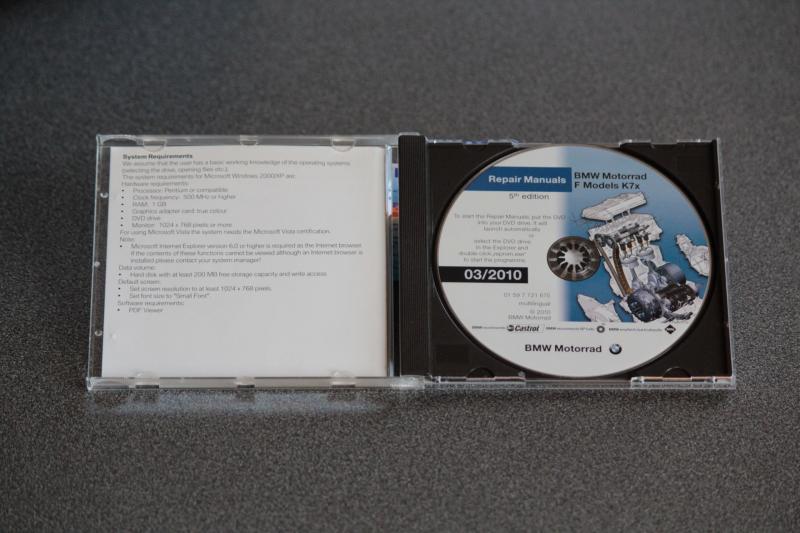 System Requirements
We assume that the user has a basic working knowledge of the operating systems
(selecting the drive, opening files etc.).
The system requirements for Microsoft Windows 2000/XP are:
Hardware requirements:
• Processor: Pentium or compatible
• Clock frequency: 500 MHz or higher
• RAM: 1 GB
• Graphics adapter card: true colour
• DVD drive
• Monitor: 1024 x 768 pixels or more
For using Microsoft Vista the system needs the Microsoft Vista certification.
Note:
• Microsoft Internet Explorer version 6.0 or higher is required as the Internet browser.
If the contents of these functions cannot be viewed although an Internet browser is
installed please contact your system manager!
Data volume:
• Hard disk with at least 200 MB free storage capacity and write access
Default screen:
• Set screen resolution to at least 1024 x 768 pixels.
• Set font size to "Small Font"
Software requirements:
• PDF Viewer
Repair Manuals
5th edition
BMW Motorrad
F Models K7x
To start the Repair Manuals, put the DVD
into your DVD drive. It will
launch automatically
or
select the DVD drive
in the Explorer and
double-click
to start the programme.
03/2010
01 59 7 721 675
multilingual
© 2010
BMW Motorrad
BMW recommends Castrol
BMW Motorrad